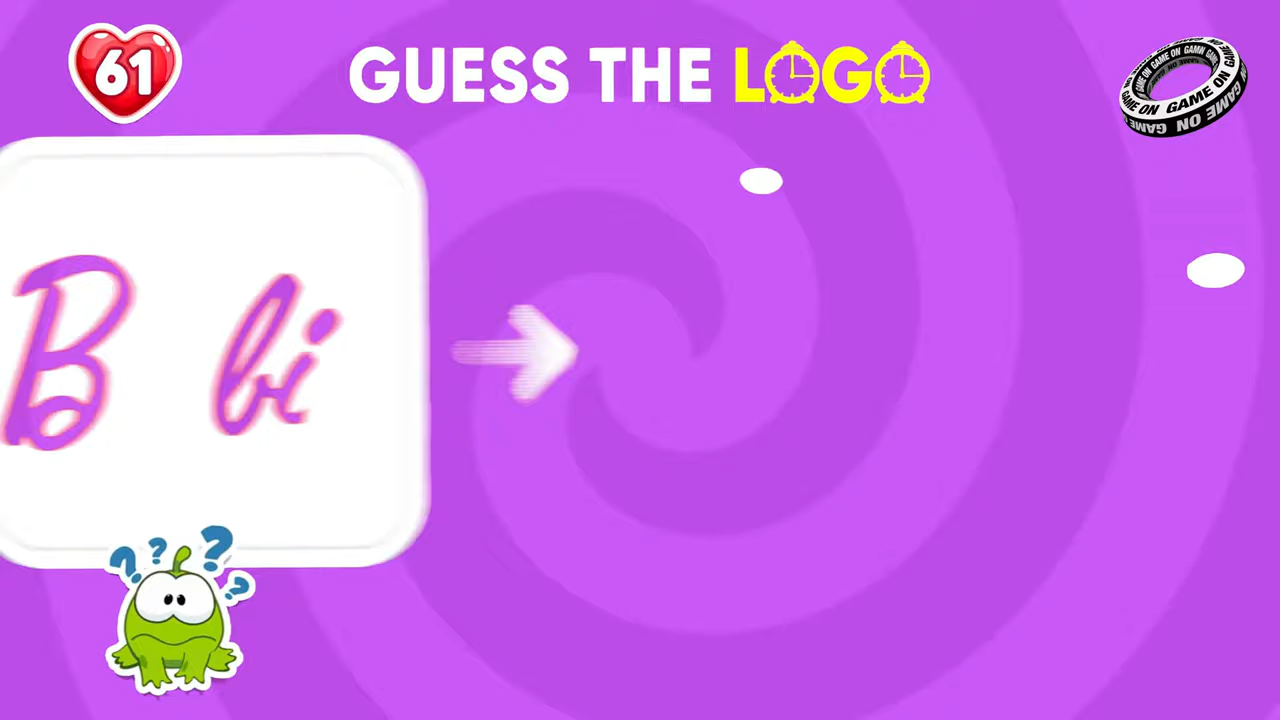 61
GUESS THE LOGO
GAME ON GAME ON GAME ON
B bi
? ? ? ?